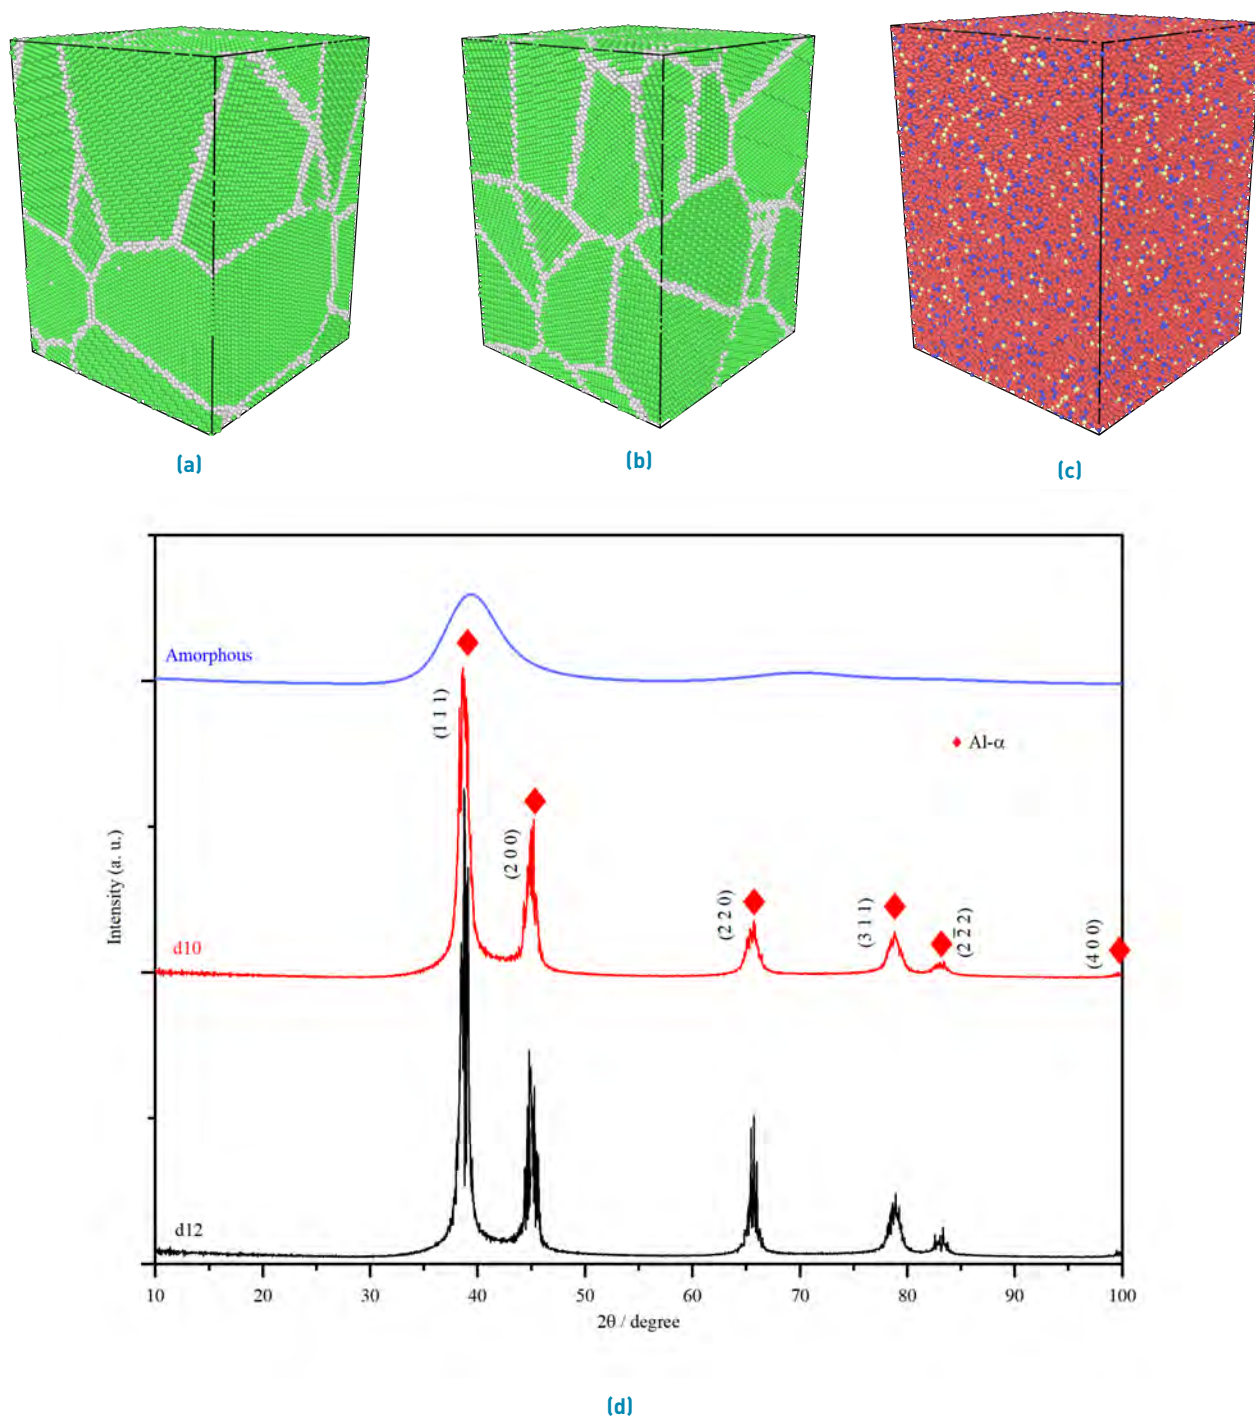 (a)
(b)
(c)
Amorphous
(1 1 1)
Al-α
(2 0 0)
(2 2 0)
(3 1 1)
(2 2̅ 2)
(4 0 0)
d10
d12
Intensity (a. u.)
10 20 30 40 50 60 70 80 90 100
2θ / degree
(d)